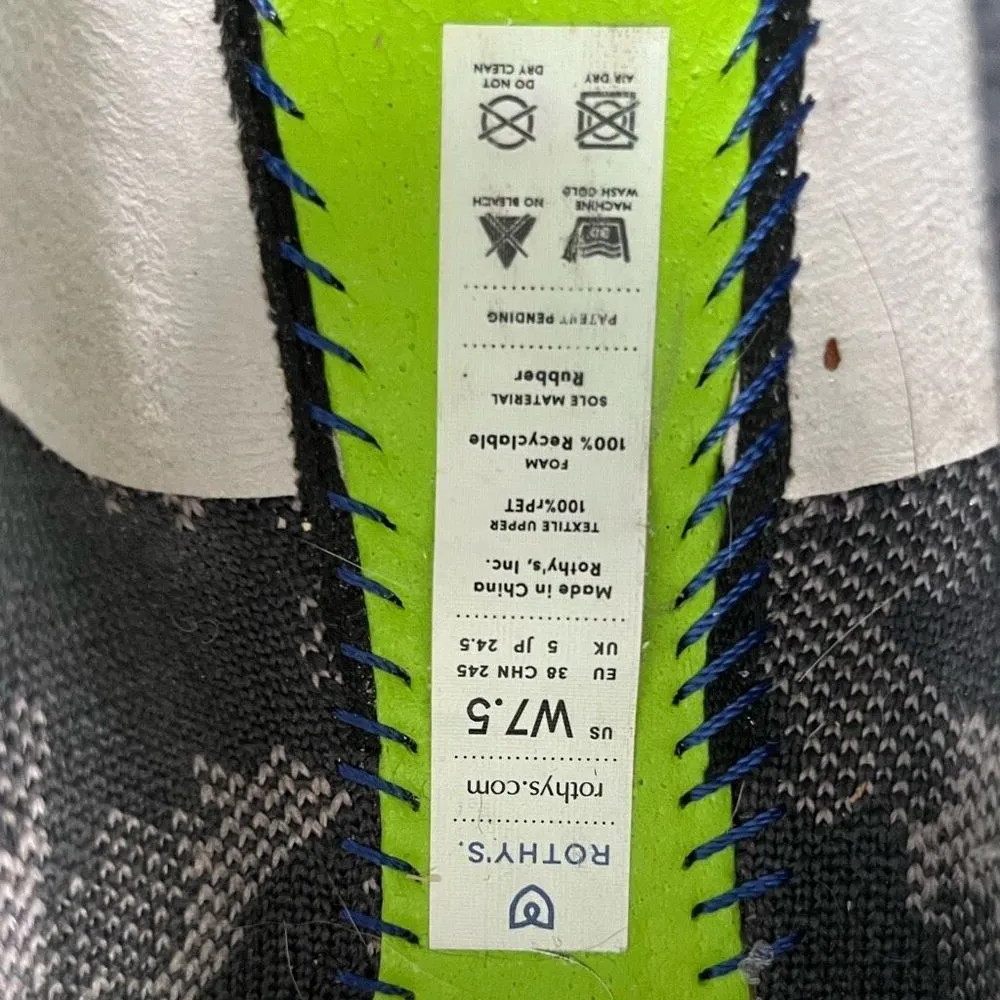 ROTHY'S.
rothys.com
US W7.5
EU 38 CHN 245
UK 5 JP 24.5
Made in China
Rothy's, Inc.
TEXTILE UPPER
100%rPET
FOAM
100% Recyclable
SOLE MATERIAL
Rubber
PATENT PENDING
30
MACHINE
WASH COLD
NO BLEACH
AIR DRY
DO NOT
DRY CLEAN